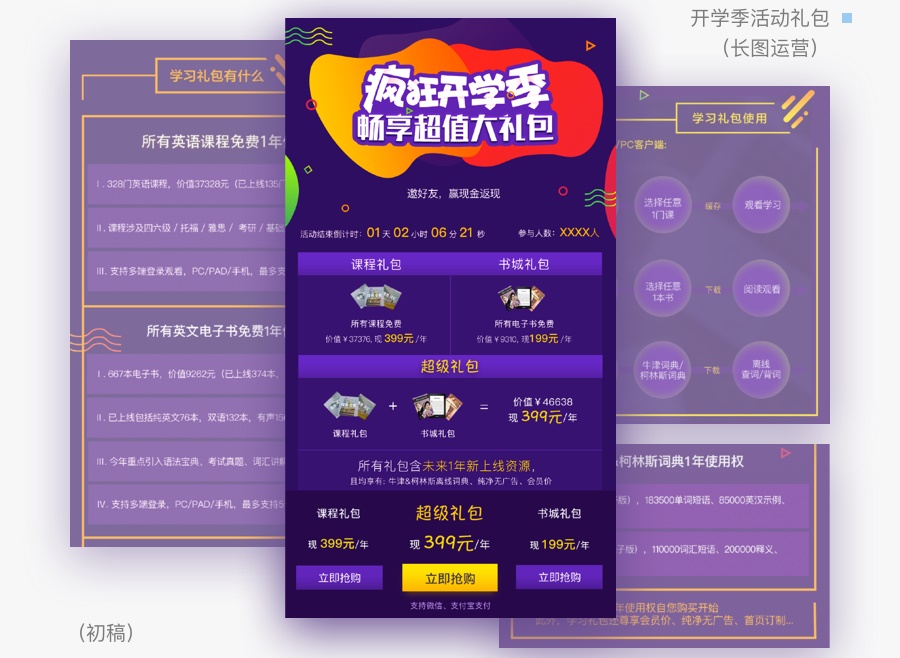 开学季活动礼包
（长图运营）
学习礼包有什么
所有英语课程免费1年
I . 328门英语课程，价值37328元（已上线135门
II . 课程涉及四六级 / 托福 / 雅思 / 考研 / 基础
III. 支持多端登录观看，PC/PAD/手机，最多支
所有英文电子书免费1年
I . 667本电子书，价值9262元（已上线374本、
II . 已上线包括纯英文76本，双语132本，有声
III. 今年重点引入语法宝典、考试真题、词汇讲解
IV. 支持多端登录，PC/PAD/手机，最多支持
（初稿）
疯狂开学季
畅享超值大礼包
邀好友，赢现金返现
活动结束倒计时：01天02小时06分21秒
参与人数：XXXX人
课程礼包
书城礼包
所有课程免费
价值￥37376, 现399元/年
所有电子书免费
价值￥9310, 现199元/年
超级礼包
课程礼包
+
书城礼包
=
价值￥46638
现399元/年
所有礼包含未来1年新上线资源，
且均享有: 牛津&柯林斯离线词典、纯净无广告、会员价
课程礼包
现399元/年
立即抢购
超级礼包
现399元/年
立即抢购
书城礼包
现199元/年
立即抢购
支持微信、支付宝支付
学习礼包使用
/PC客户端:
选择任意
1门课
缓存
观看学习
选择任意
1本书
下载
阅读观看
牛津词典/
柯林斯词典
下载
离线
查词/背词
&柯林斯词典1年使用权
版），183500单词短语、85000英汉示例、
子版），110000词汇短语、200000释义、
年使用权自您购买开始
此外，学习礼包还尊享会员价、纯净无广告、首页订制...